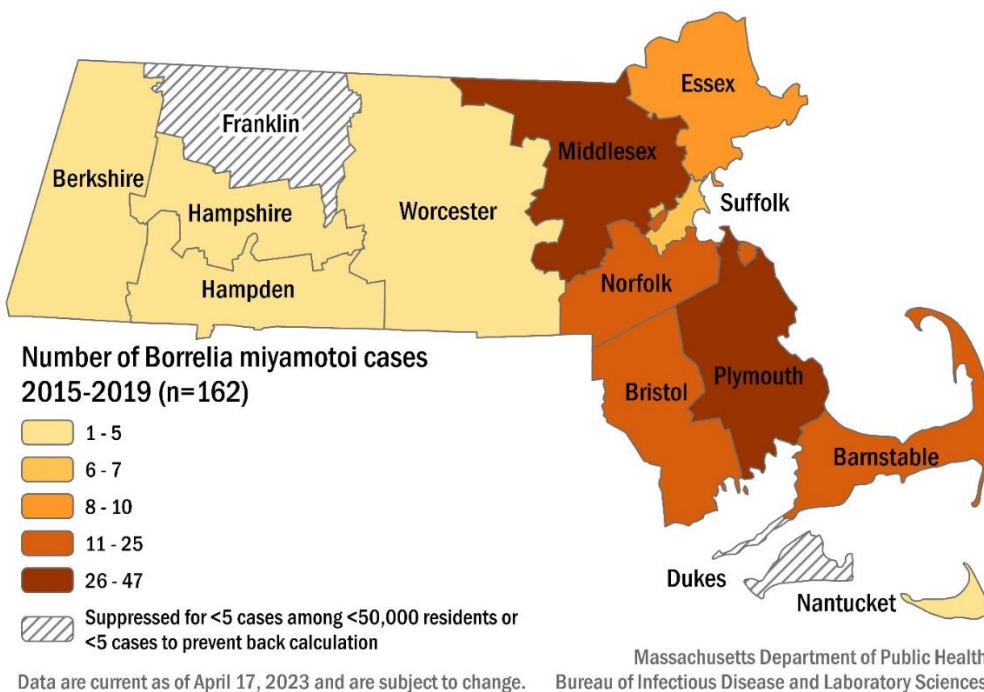 Essex
Franklin
Middlesex
Berkshire
Suffolk
Hampshire
Worcester
Norfolk
Hampden
Number of Borrelia miyamotoi cases
2015-2019 (n=162)
Plymouth
Bristol
1 - 5
6 - 7
Barnstable
8 - 10
11 - 25
26 - 47
Dukes
Nantucket
Suppressed for <5 cases among <50,000 residents or
<5 cases to prevent back calculation
Massachusetts Department of Public Health
Data are current as of April 17, 2023 and are subject to change.
Bureau of Infectious Disease and Laboratory Sciences